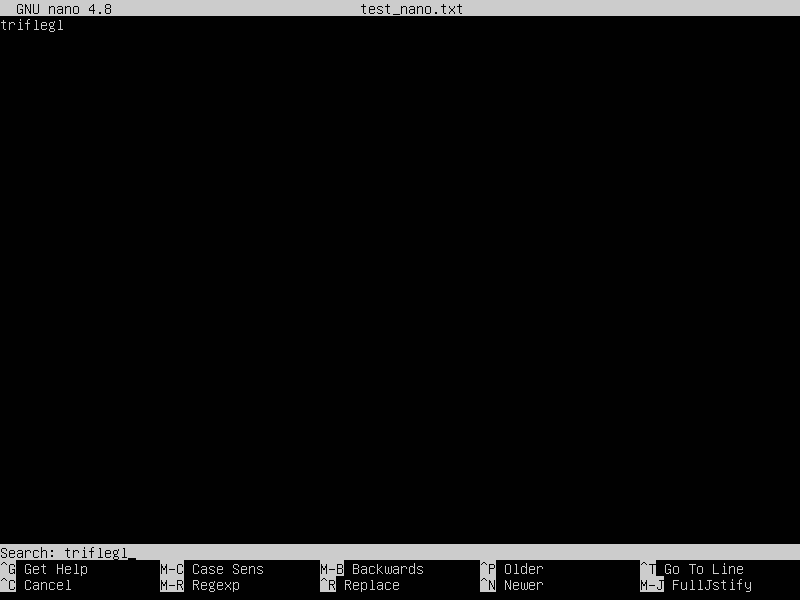 GNU nano 4.8 test_nano.txt
triflegl
Search: triflegl_
^G Get Help M-C Case Sens M-B Backwards ^P Older ^T Go To Line
^C Cancel M-R Regexp ^R Replace ^N Newer M-J FullJstify